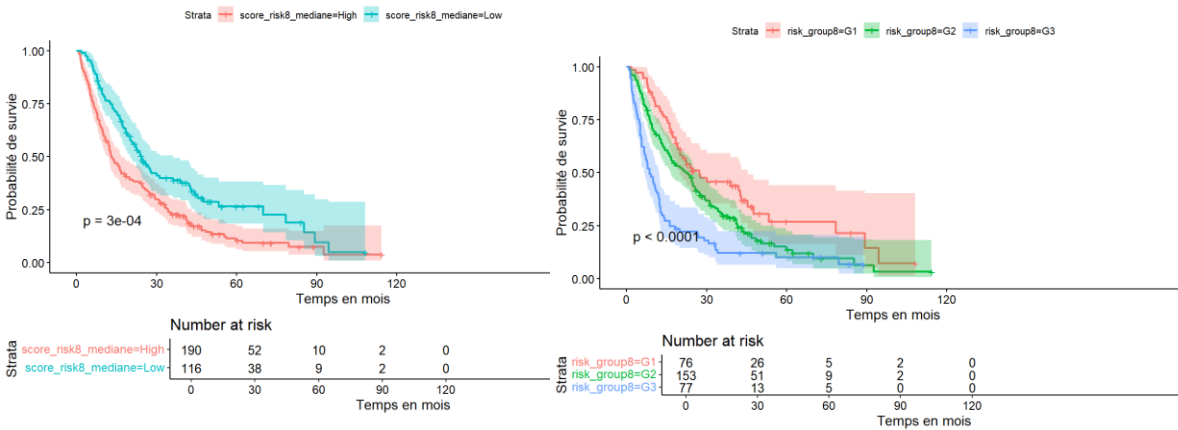 Strata score_risk8_mediane=High score_risk8_mediane=Low
Probabilité de survie
1.00
0.75
0.50
0.25
0.00
p = 3e-04
0 30 60 90 120
Temps en mois
Number at risk
Strata
score_risk8_mediane=High 190 52 10 2 0
score_risk8_mediane=Low 116 38 9 2 0
0 30 60 90 120
Temps en mois
Strata risk_group8=G1 risk_group8=G2 risk_group8=G3
Probabilité de survie
1.00
0.75
0.50
0.25
0.00
p < 0.0001
0 30 60 90 120
Temps en mois
Number at risk
Strata
risk_group8=G1 76 26 5 2 0
risk_group8=G2 153 51 9 2 0
risk_group8=G3 77 13 5 0 0
0 30 60 90 120
Temps en mois